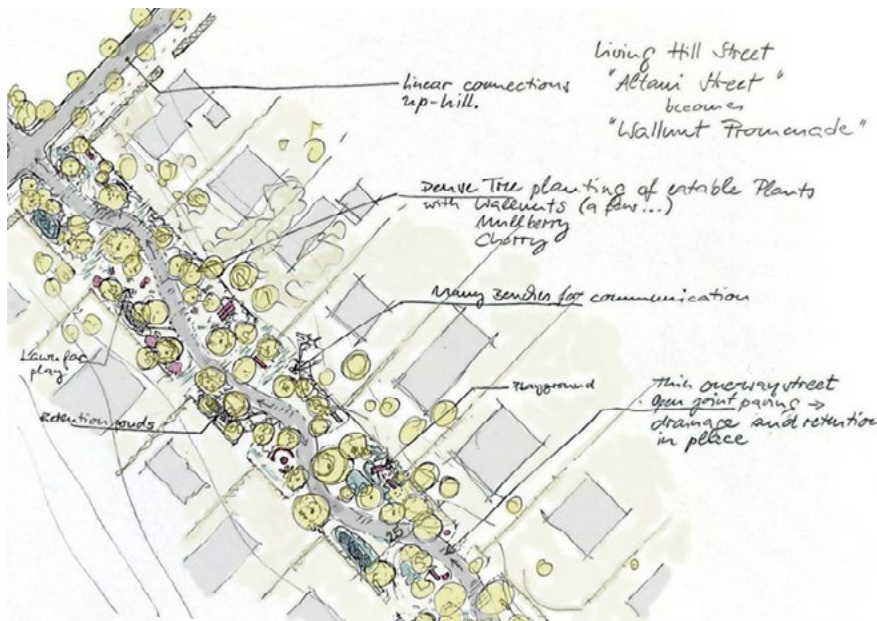 Living Hill Street
"Altani Street"
becomes
"Wallnut Promenade"
Linear connections
up-hill.
Dense Tree planting of eatable Plants
with Wallnuts (a few...)
Mullberry
Cherry
Many Benches for communication
Lawn for
play
Playground
Thin oneway street
Open joint paving →
drainage and retention
in place
Retention ponds
25